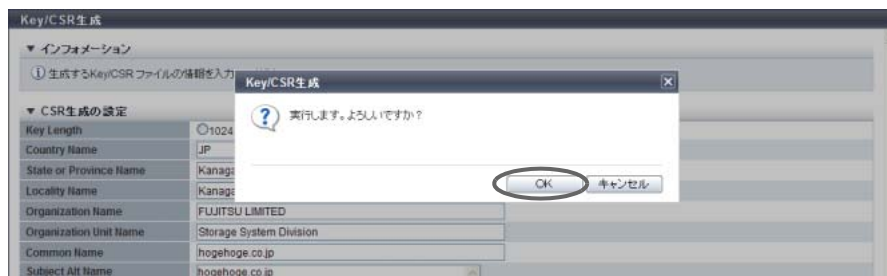 Key/CSR生成
▼ インフォメーション
生成するKey/CSR ファイルの情報を入力
Key/CSR生成
実行します。よろしいですか？
OK キャンセル
▼ CSR生成の設定
Key Length 1024
Country Name JP
State or Province Name Kanaga
Locality Name Kanaga
Organization Name FUJITSU LIMITED
Organization Unit Name Storage System Division
Common Name hogehoge.co.jp
Subject Alt Name hogehoge.co.jp